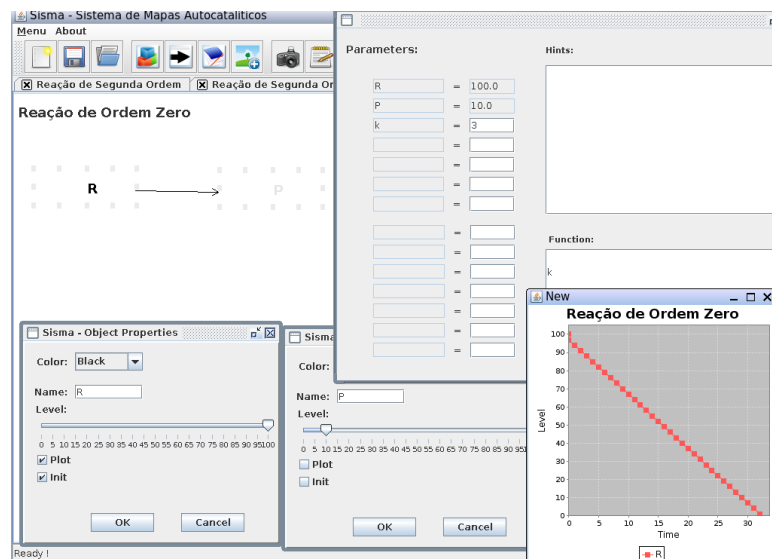 Sisma - Sistema de Mapas Autocatalíticos
Menu About
Reação de Segunda Ordem
Reação de Segunda Or
Reação de Ordem Zero
R
P
Parameters:
R = 100.0
P = 10.0
k = 3
=
=
=
=
=
=
=
=
=
=
=
Hints:
Function:
k
Sisma - Object Properties
Color: Black
Name: R
Level:
0 5 10 15 20 25 30 35 40 45 50 55 60 65 70 75 80 85 90 95100
Plot
Init
OK Cancel
Sisma
Color:
Name: P
Level:
0 5 10 15 20 25 30 35 40 45 50 55 60 65 70 75 80 85 90 95
Plot
Init
OK Cancel
New
Reação de Ordem Zero
Level
100
90
80
70
60
50
40
30
20
10
0
0 5 10 15 20 25 30
Time
R
Ready !